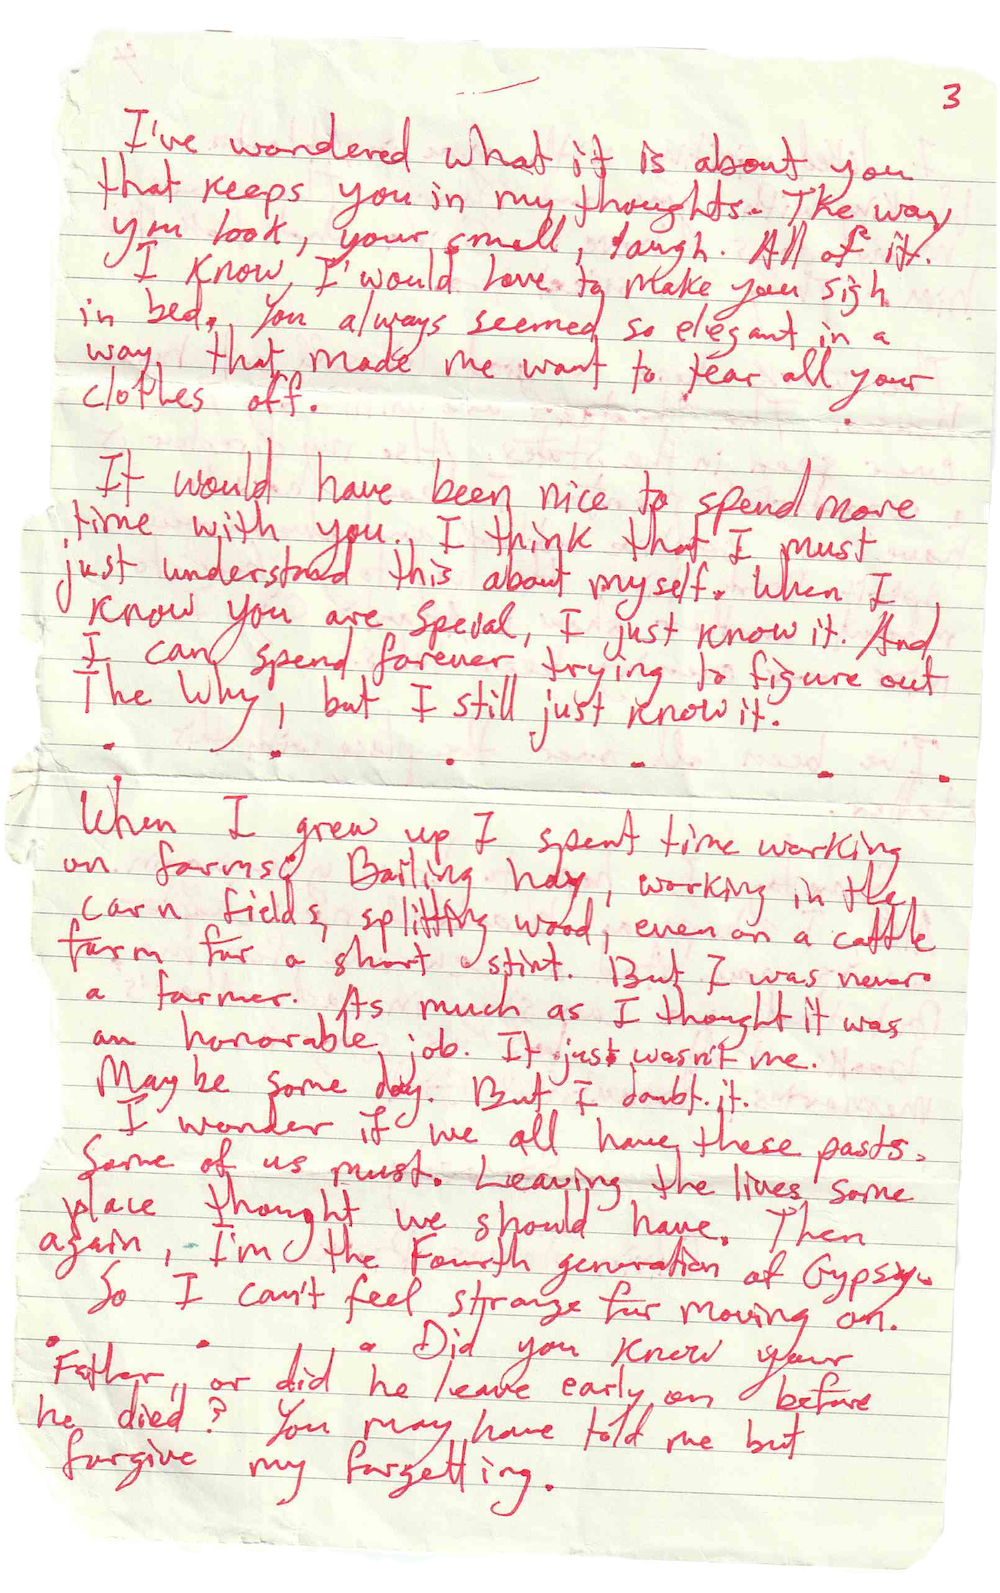 3
I've wondered what it is about you
that keeps you in my thoughts. The way
you look, your smell, laugh. All of it.
I know, I would love to make you sigh
in bed. You always seemed so elegant in a
way, that made me want to tear all your
clothes off.
It would have been nice to spend more
time with you. I think that I must
just understand this about myself. When I
know you are special, I just know it. And
I can spend forever trying to figure out
The Why, but I still just know it.
When I grew up I spent time working
on farms. Bailing hay, working in the
corn fields, splitting wood, even on a cattle
farm for a short stint. But I was never
a farmer. As much as I thought it was
an honorable job. It just wasn't me.
Maybe some day. But I doubt it.
I wonder if we all have these pasts.
Some of us must. Leaving the lives some
place thought we should have. Then
again, I'm the Fourth generation of Gypsy.
So I can't feel strange for moving on.
Did you know your
Father, or did he leave early on before
he died? You may have told me but
forgive my forgetting.